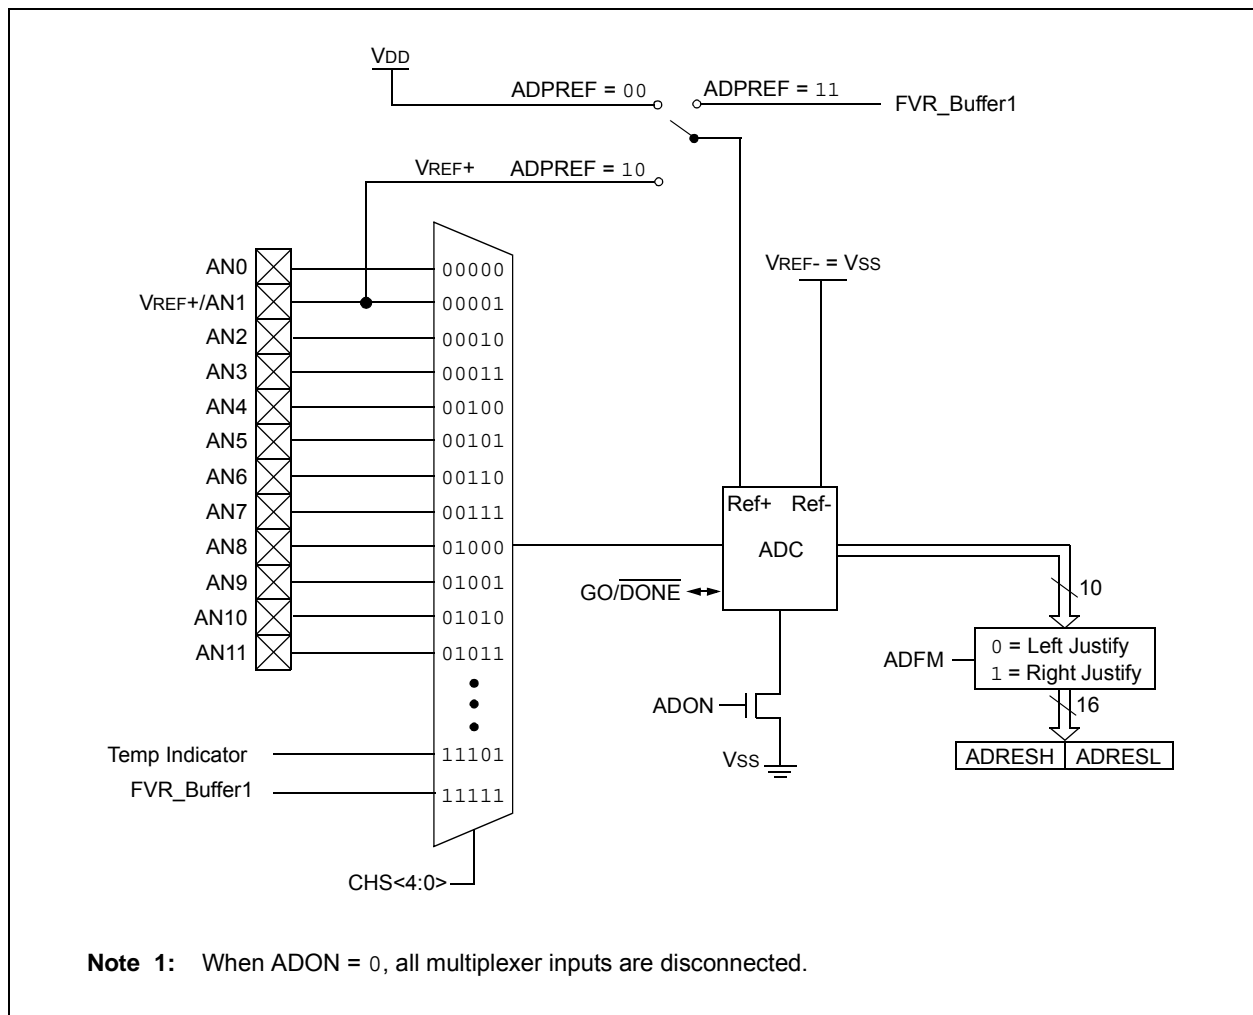 VDD
ADPREF = 00
ADPREF = 11
FVR_Buffer1
VREF+ ADPREF = 10
VREF- = VSS
AN0 00000
VREF+/AN1 00001
AN2 00010
AN3 00011
AN4 00100
AN5 00101
AN6 00110
AN7 00111
AN8 01000
AN9 01001
AN10 01010
AN11 01011
Temp Indicator 11101
FVR_Buffer1 11111
CHS<4:0>
Ref+ Ref-
ADC
GO/DONE
ADON
VSS
10
ADFM
0 = Left Justify
1 = Right Justify
16
ADRESH ADRESL
Note 1: When ADON = 0, all multiplexer inputs are disconnected.